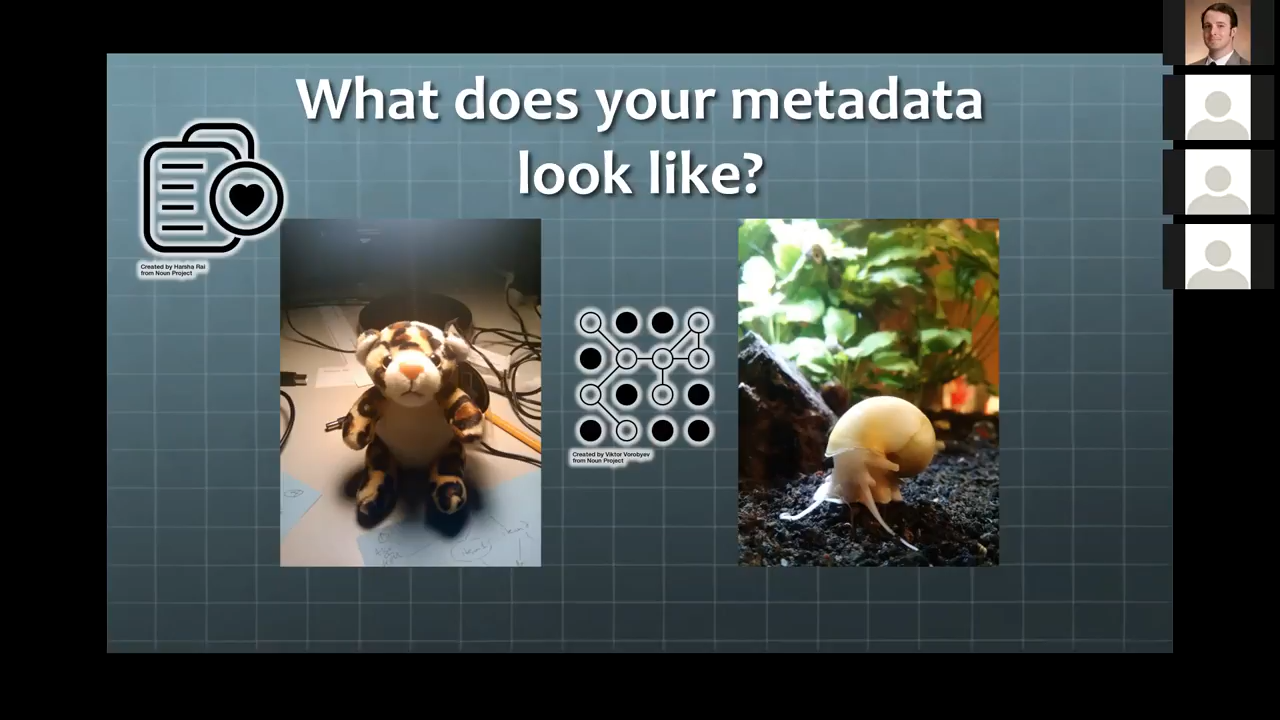 What does your metadata
look like?
Created by Harsha Rai
from Noun Project
Created by Viktor Vorobyev
from Noun Project